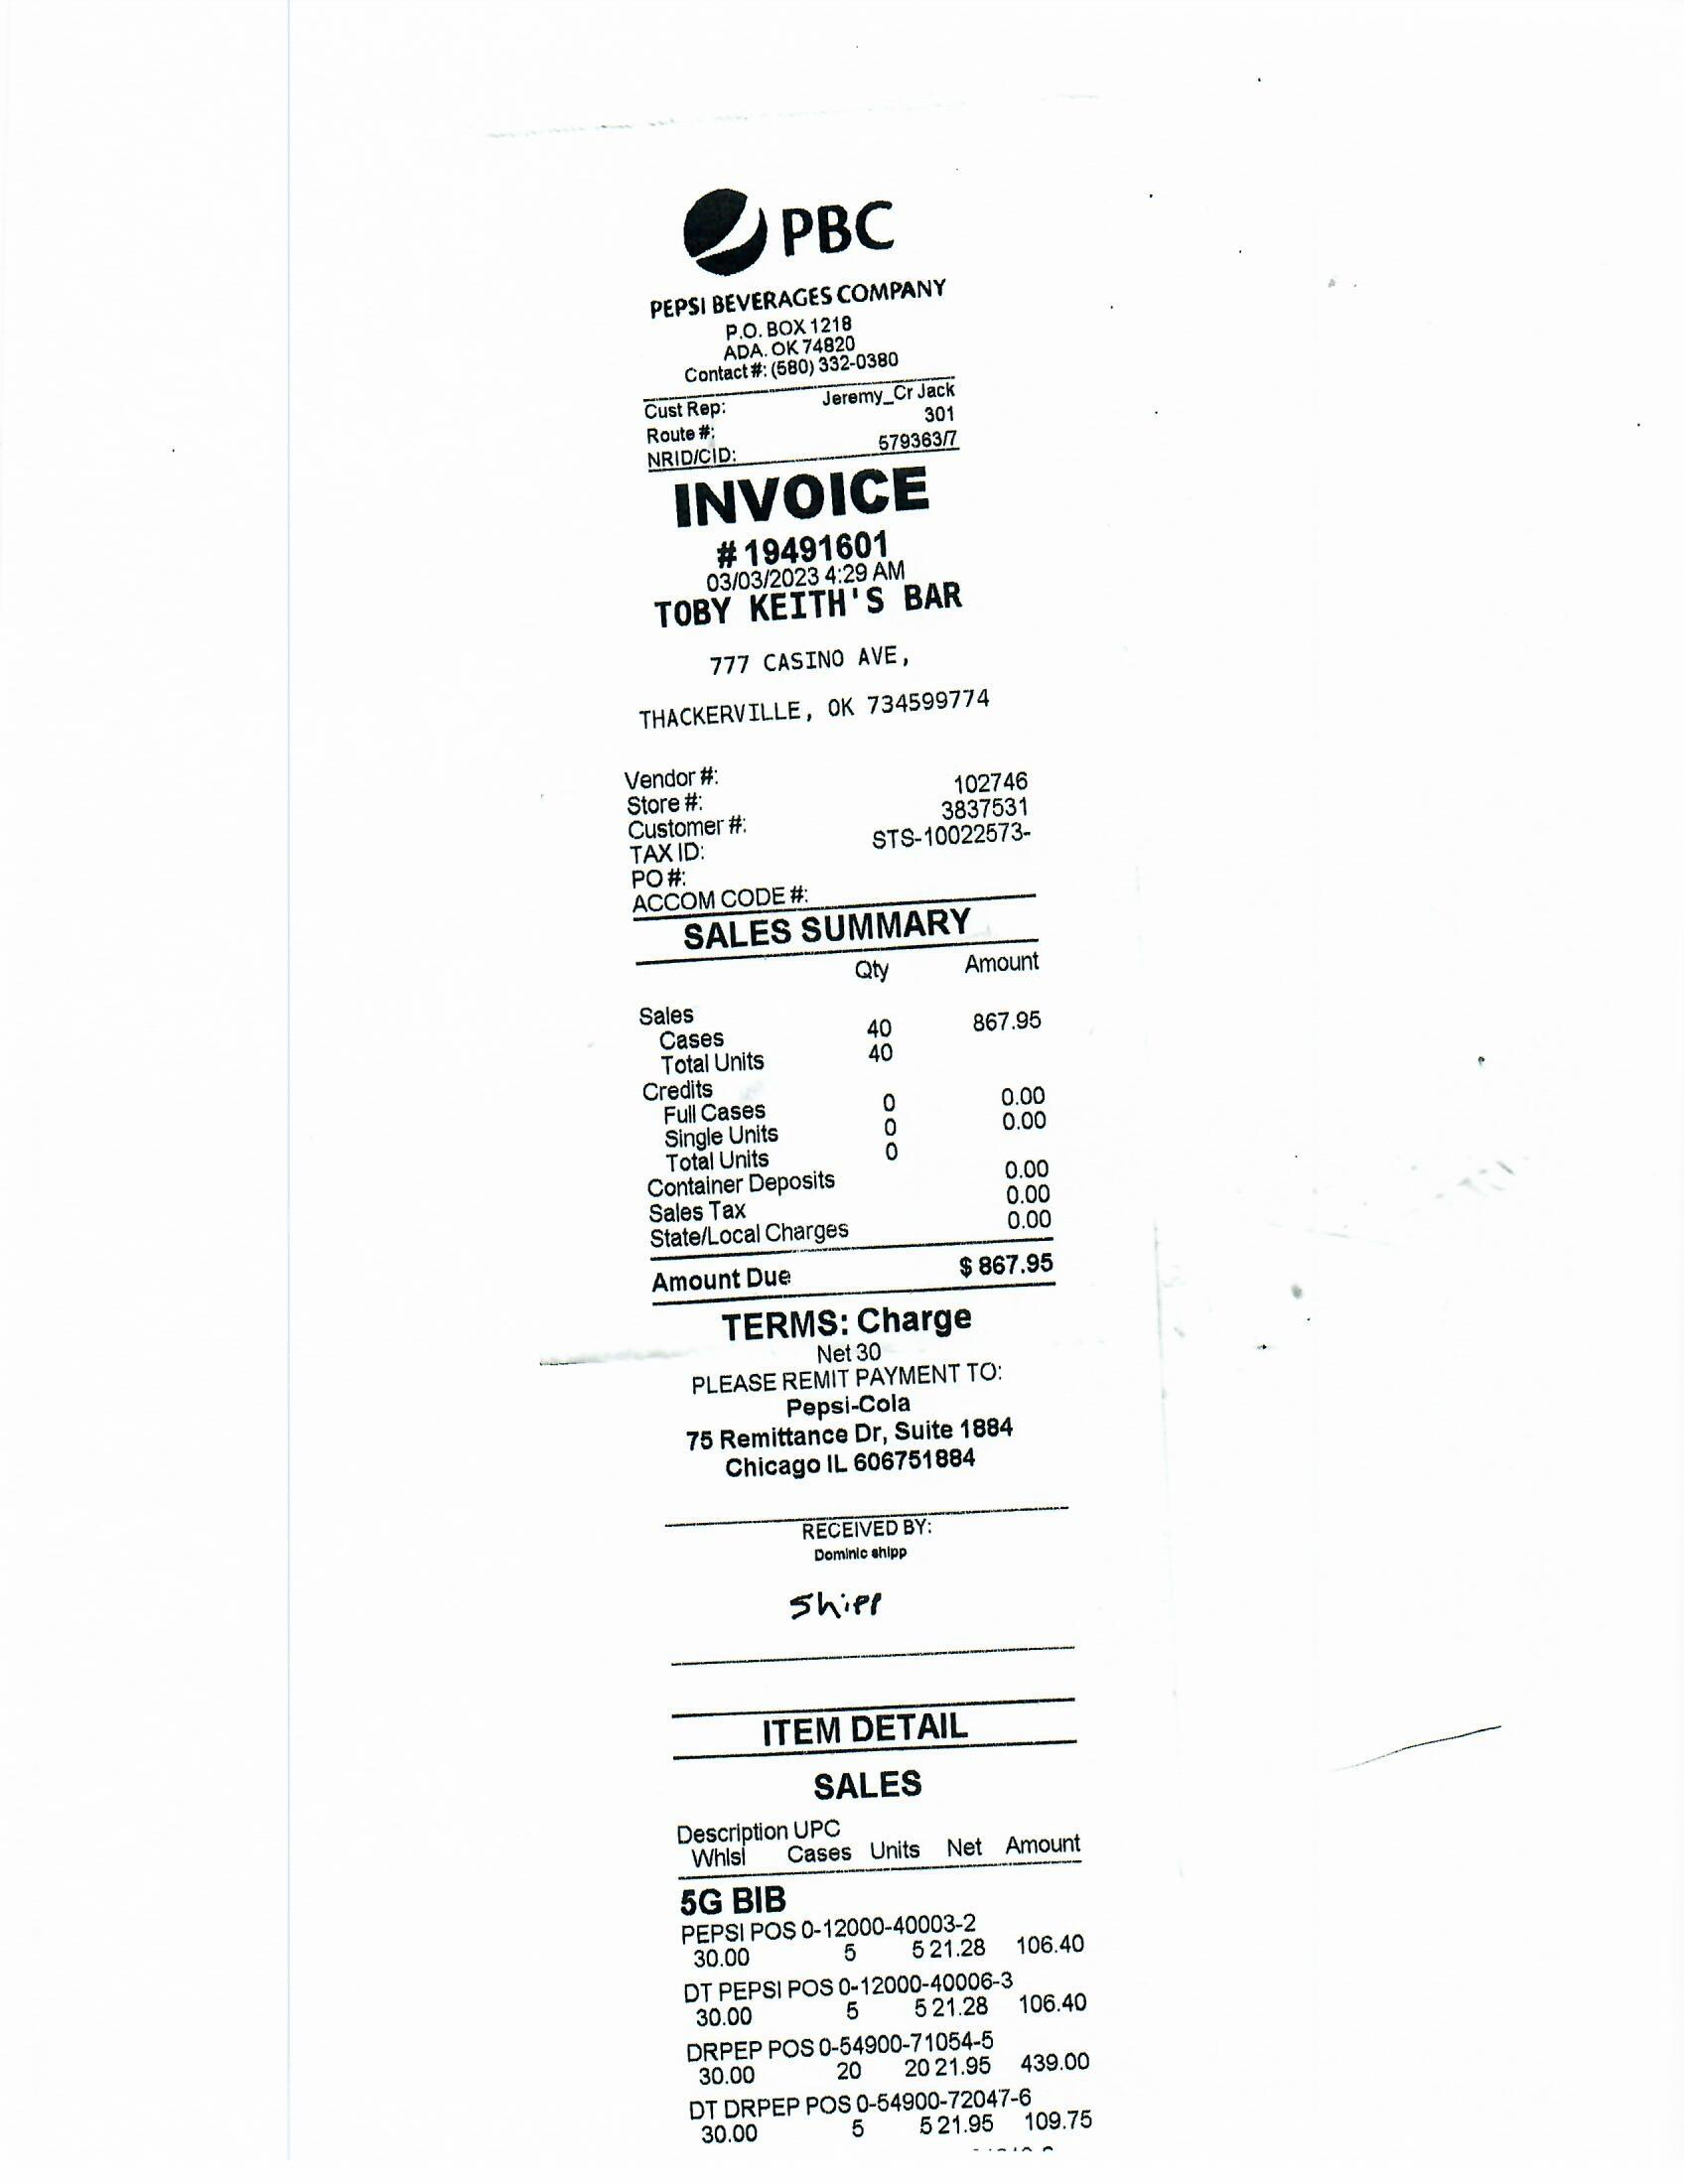 PBC
PEPSI BEVERAGES COMPANY
P.O. BOX 1218
ADA. OK 74820
Contact #: (580) 332-0380
Cust Rep: Jeremy_Cr Jack
Route #: 301
NRID/CID: 579363/7
INVOICE
# 19491601
03/03/2023 4:29 AM
TOBY KEITH'S BAR
777 CASINO AVE,
THACKERVILLE, OK 734599774
Vendor #:
Store #: 102746
Customer #: 3837531
TAX ID: STS-10022573-
PO #:
ACCOM CODE #:
SALES SUMMARY
Qty Amount
Sales
Cases 40 867.95
Total Units 40
Credits
Full Cases 0 0.00
Single Units 0 0.00
Total Units 0
Container Deposits 0.00
Sales Tax 0.00
State/Local Charges 0.00
Amount Due $ 867.95
TERMS: Charge
Net 30
PLEASE REMIT PAYMENT TO:
Pepsi-Cola
75 Remittance Dr, Suite 1884
Chicago IL 606751884
RECEIVED BY:
Dominic shipp
Shipp
ITEM DETAIL
SALES
Description UPC
Whlsl Cases Units Net Amount
5G BIB
PEPSI POS 0-12000-40003-2
30.00 5 5 21.28 106.40
DT PEPSI POS 0-12000-40006-3
30.00 5 5 21.28 106.40
DRPEP POS 0-54900-71054-5
30.00 20 20 21.95 439.00
DT DRPEP POS 0-54900-72047-6
30.00 5 5 21.95 109.75